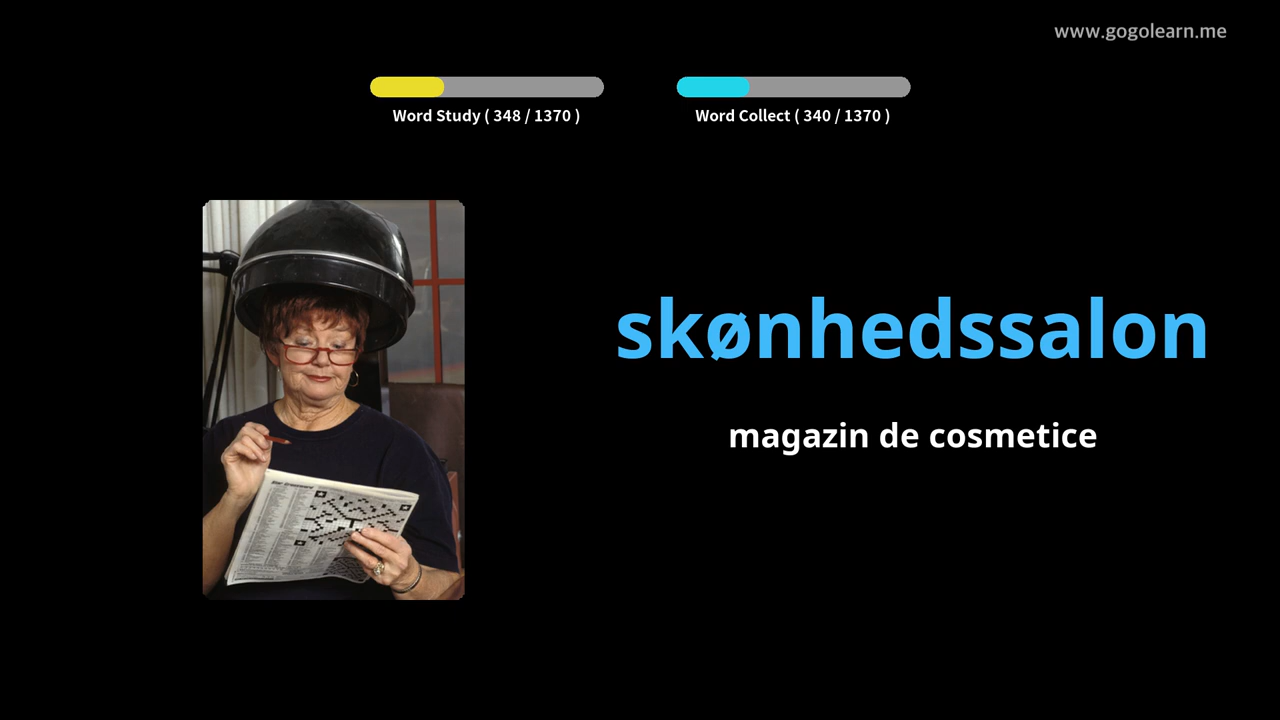 www.gogolearn.me
Word Study ( 348 / 1370 )
Word Collect ( 340 / 1370 )
skønhedssalon
magazin de cosmetice